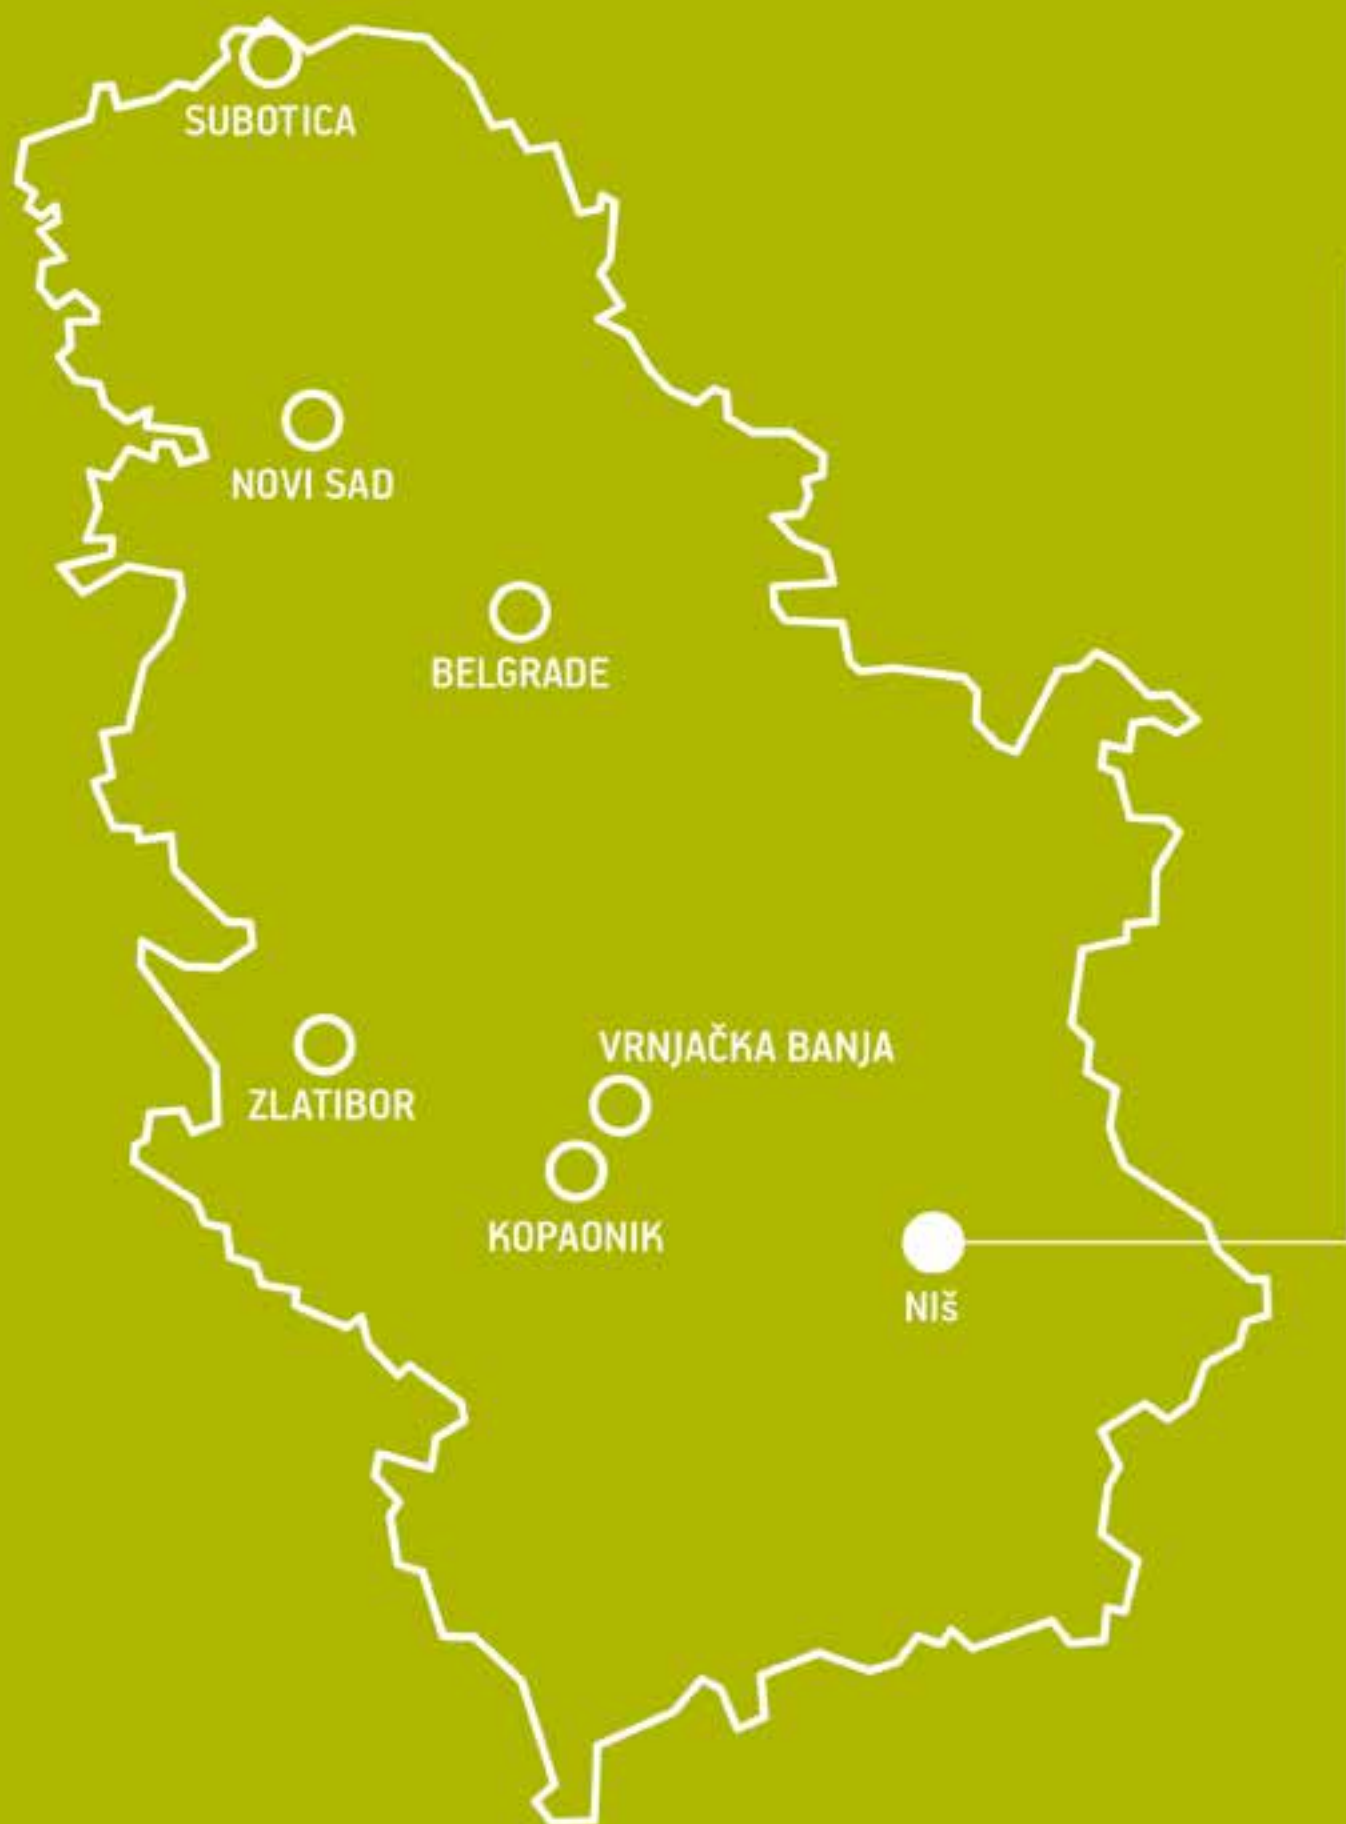 SUBOTICA
NOVI SAD
BELGRADE
VRNJAČKA BANJA
ZLATIBOR
KOPAONIK
NIš